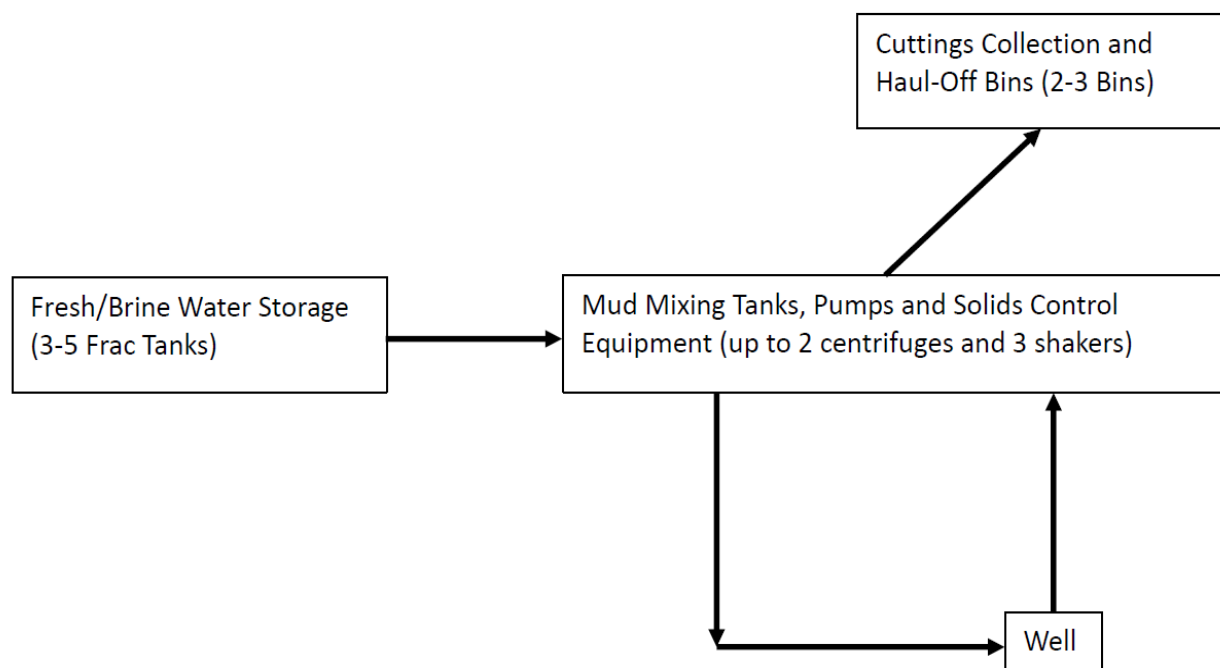 Cuttings Collection and
Haul-Off Bins (2-3 Bins)
Fresh/Brine Water Storage
(3-5 Frac Tanks)
Mud Mixing Tanks, Pumps and Solids Control
Equipment (up to 2 centrifuges and 3 shakers)
Well